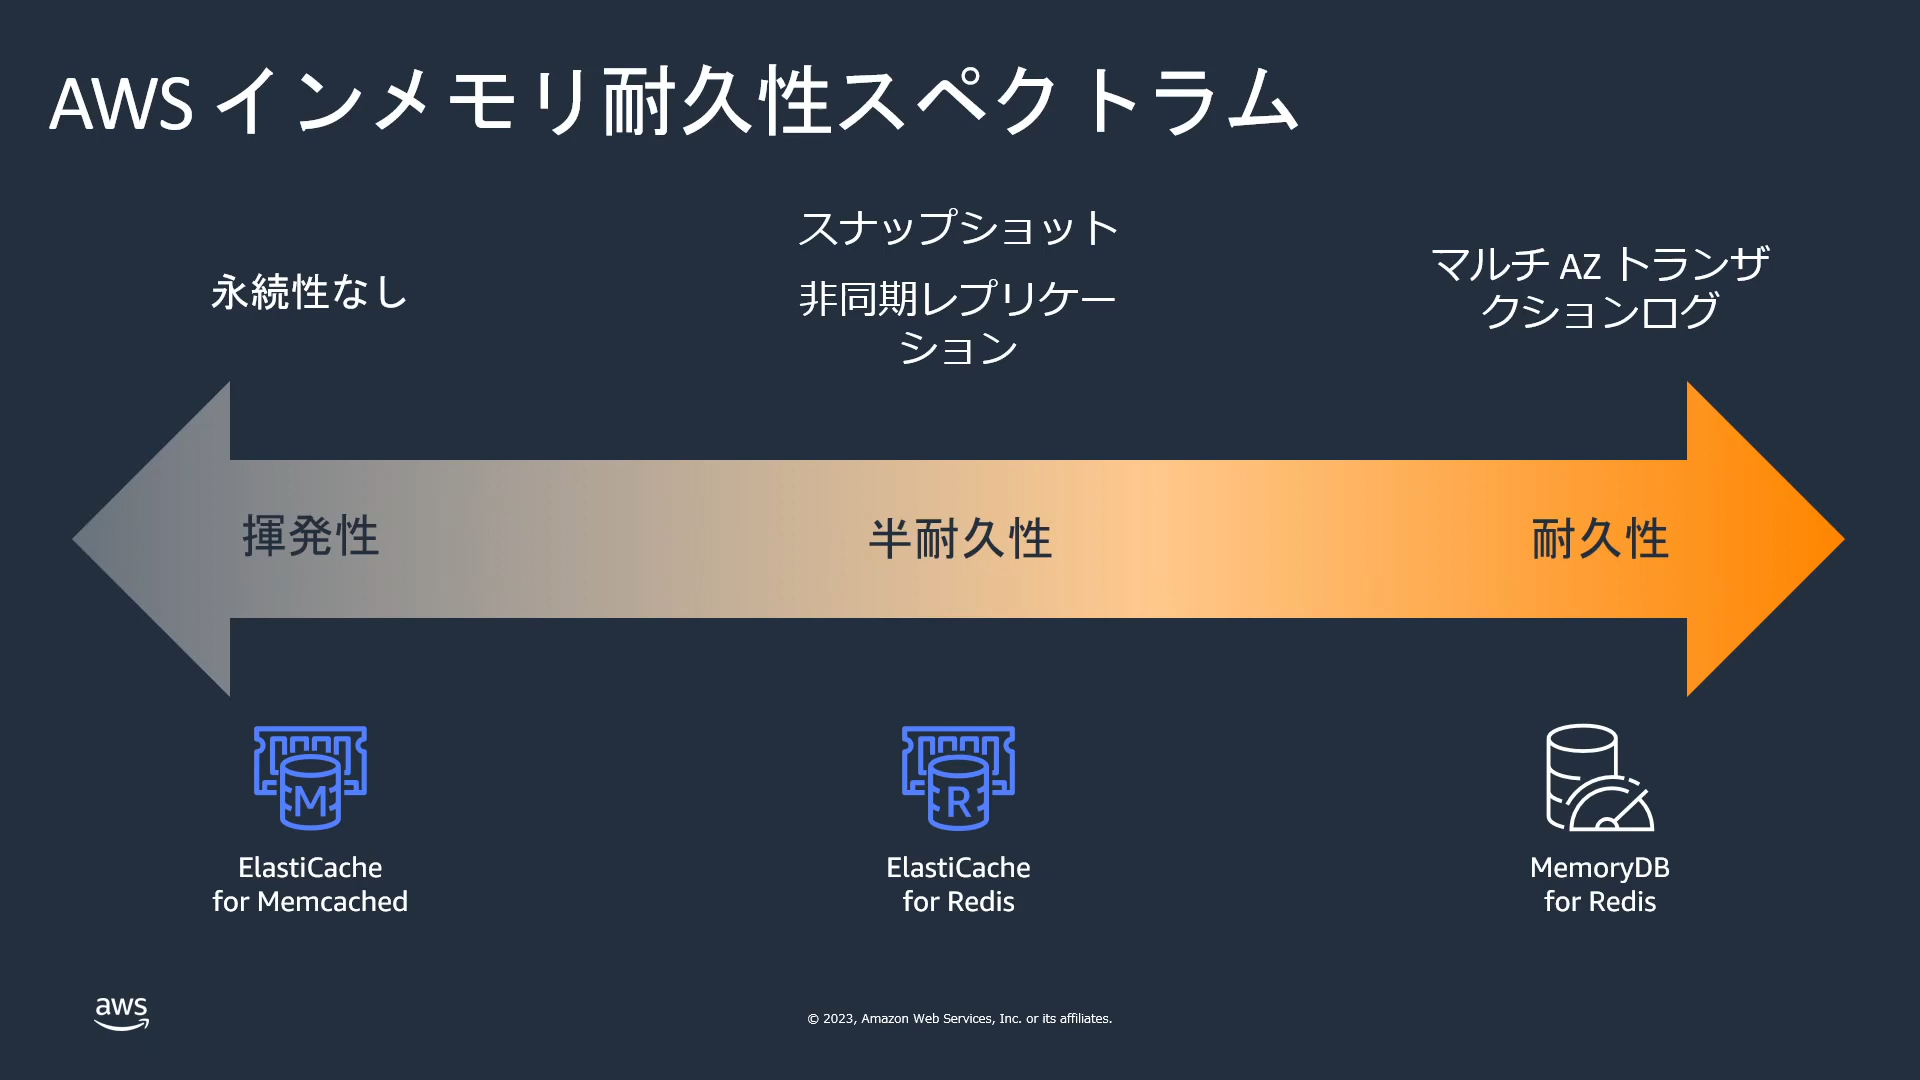 AWS インメモリ耐久性スペクトラム
永続性なし
スナップショット
非同期レプリケー
ション
マルチ AZ トランザ
クションログ
揮発性
半耐久性
耐久性
M
R
ElastiCache
for Memcached
ElastiCache
for Redis
MemoryDB
for Redis
aws
© 2023, Amazon Web Services, Inc. or its affiliates.